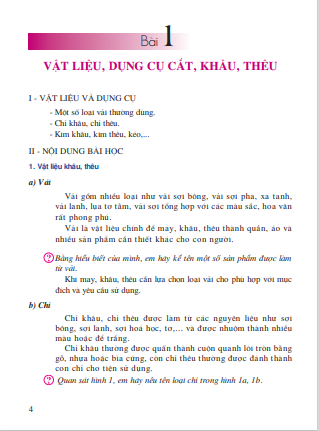 Bài 1
VẬT LIỆU, DỤNG CỤ CẮT, KHÂU, THÊU
I - VẬT LIỆU VÀ DỤNG CỤ
- Một số loại vải thường dùng.
- Chỉ khâu, chỉ thêu.
- Kim khâu, kim thêu, kéo,...
II - NỘI DUNG BÀI HỌC
1. Vật liệu khâu, thêu
a) Vải
Vải gồm nhiều loại như vải sợi bông, vải sợi pha, xa tanh,
vải lanh, lụa tơ tằm, vải sợi tổng hợp với các màu sắc, hoa văn
rất phong phú.
Vải là vật liệu chính để may, khâu, thêu thành quần, áo và
nhiều sản phẩm cần thiết khác cho con người.
? Bằng hiểu biết của mình, em hãy kể tên một số sản phẩm được làm
từ vải.
Khi may, khâu, thêu cần lựa chọn loại vải cho phù hợp với mục
đích và yêu cầu sử dụng.
b) Chỉ
Chỉ khâu, chỉ thêu được làm từ các nguyên liệu như sợi
bông, sợi lanh, sợi hoá học, tơ,... và được nhuộm thành nhiều
màu hoặc để trắng.
Chỉ khâu thường được quấn thành cuộn quanh lõi tròn bằng
gỗ, nhựa hoặc bìa cứng, còn chỉ thêu thường được đánh thành
con chỉ cho tiện sử dụng.
? Quan sát hình 1, em hãy nêu tên loại chỉ trong hình 1a, 1b.
4